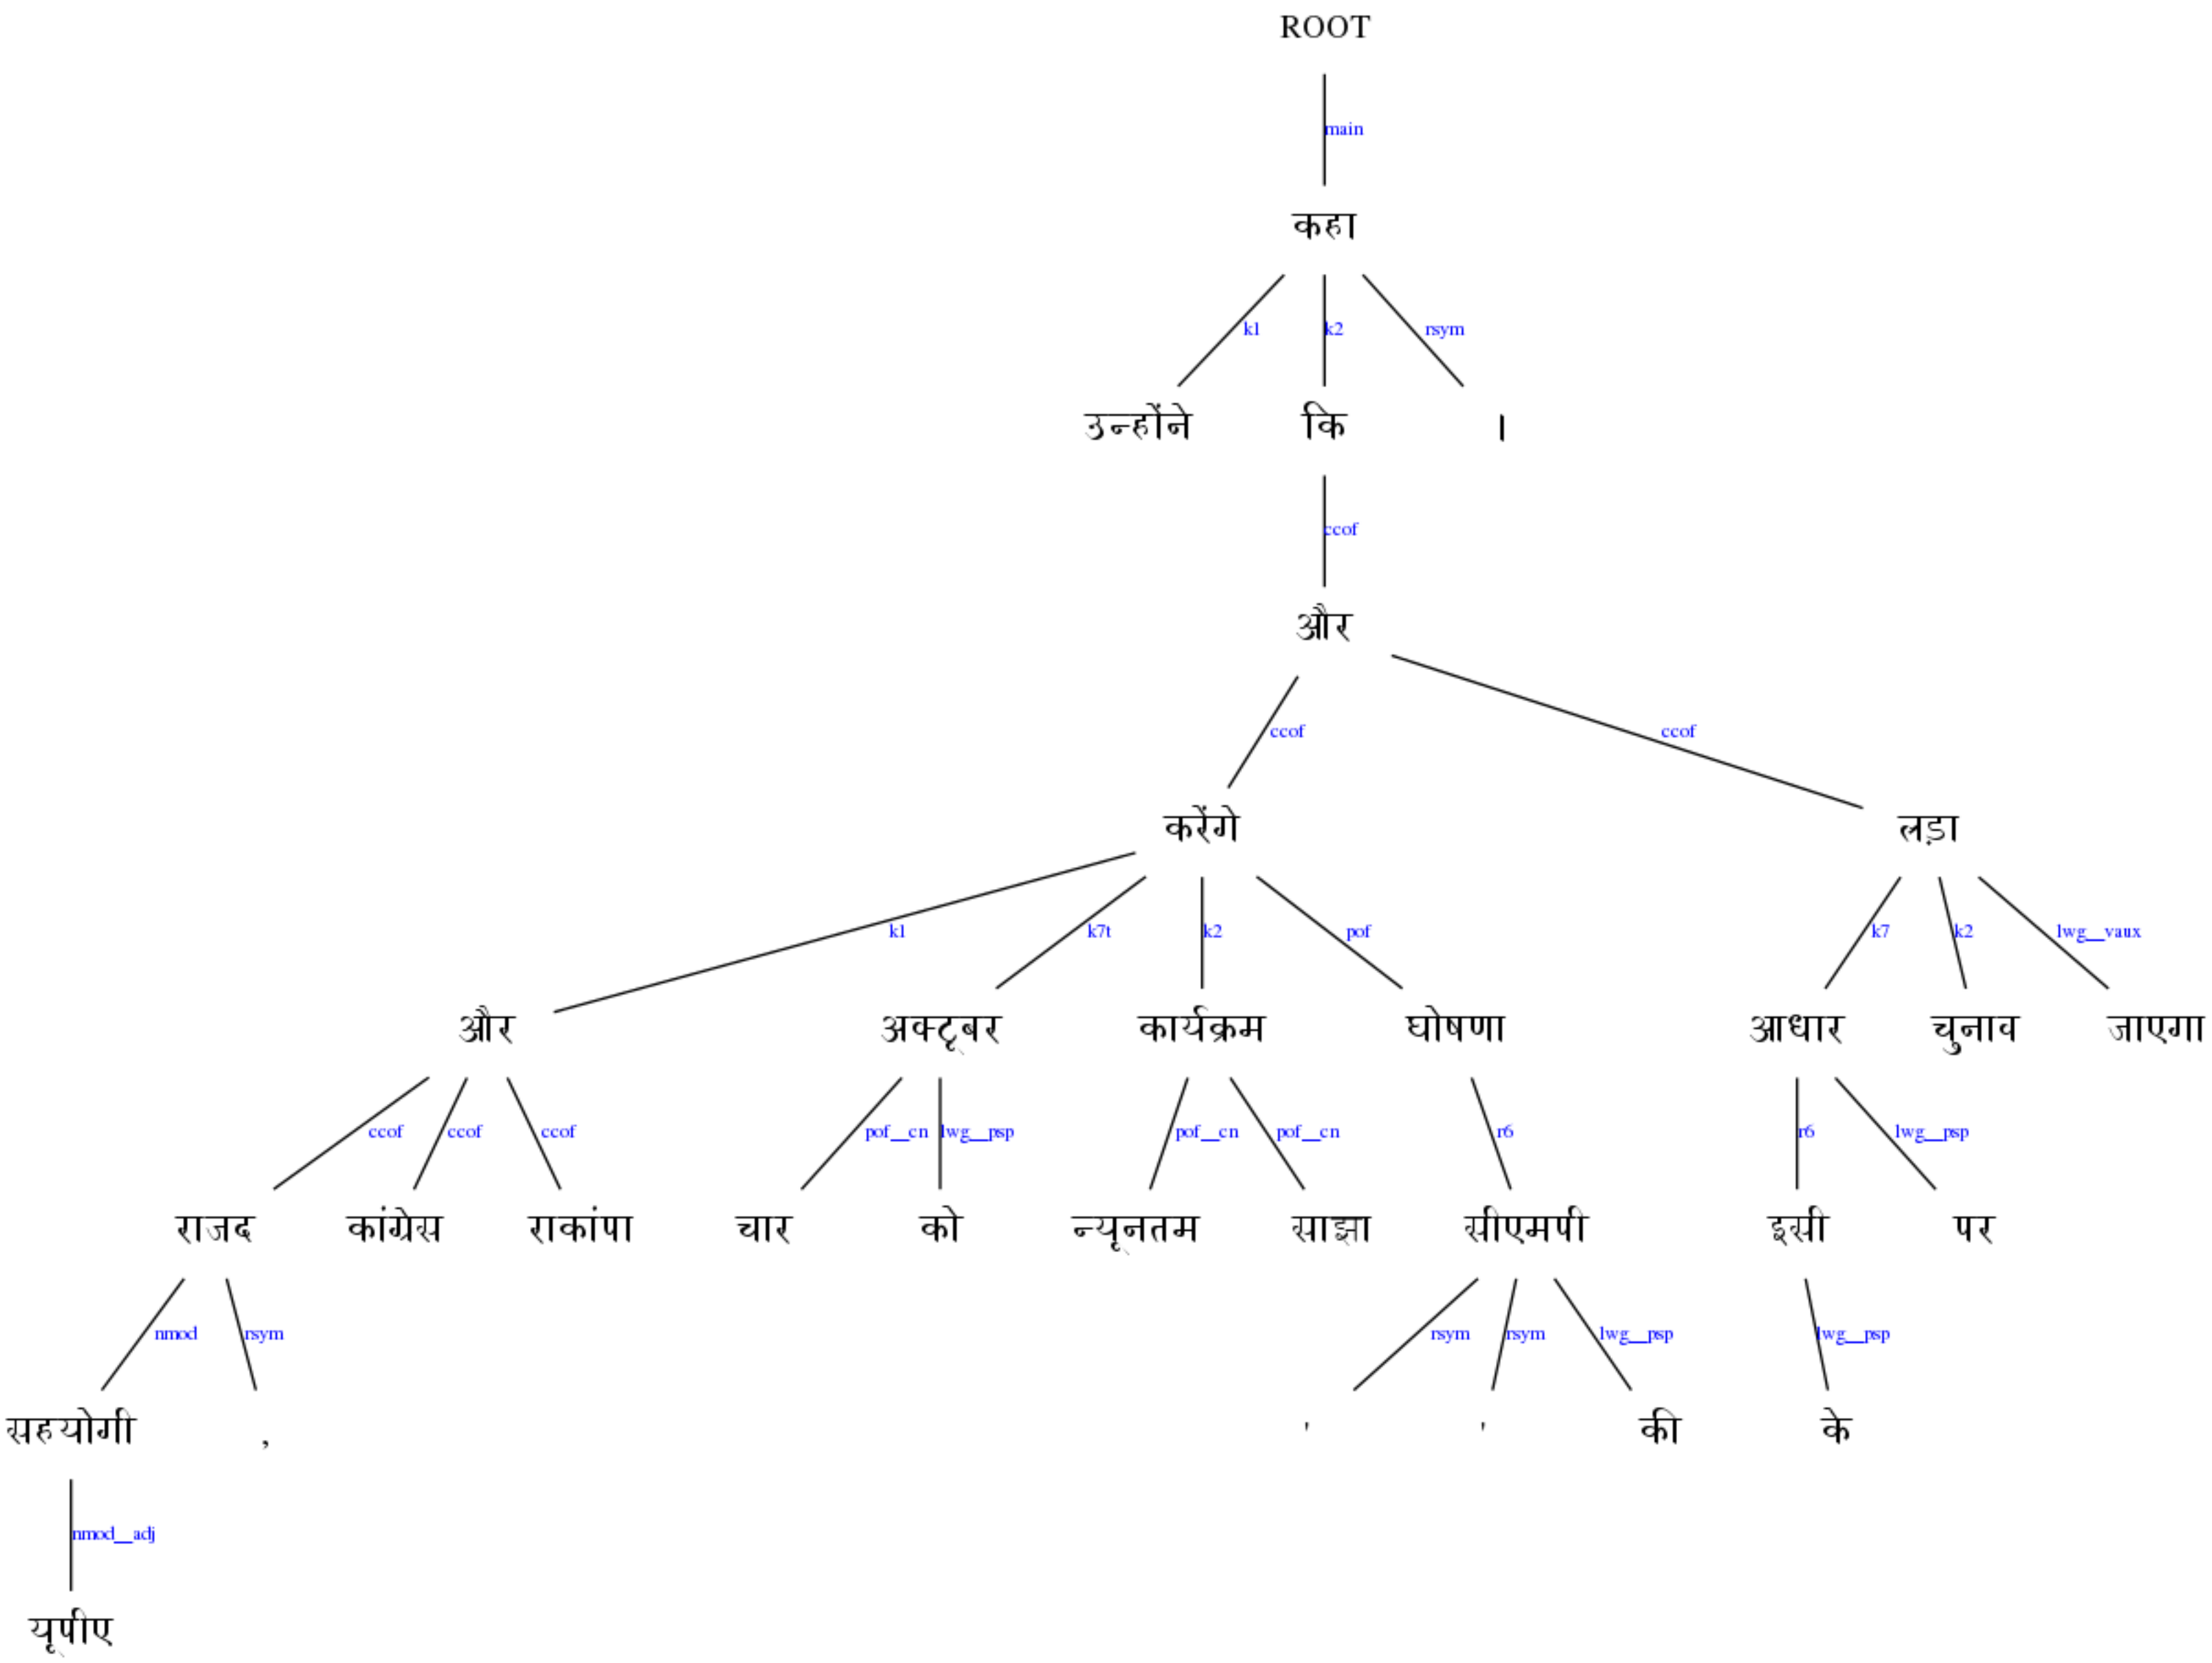 ROOT
main
कहा
k1 k2 rsym
उन्होंने कि ।
ccof
और
ccof ccof
करेंगे लड़ा
k1 k7t k2 pof k7 k2 lwg__vaux
और अक्टूबर कार्यक्रम घोषणा आधार चुनाव जाएगा
ccof ccof ccof pof__cn lwg__psp pof__cn pof__cn r6 r6 lwg__psp
राजद कांग्रेस राकांपा चार को न्यूनतम साझा सीएमपी इसी पर
nmod rsym rsym rsym lwg__psp lwg__psp
सहयोगी , ' ' की के
nmod__adj
यूपीए